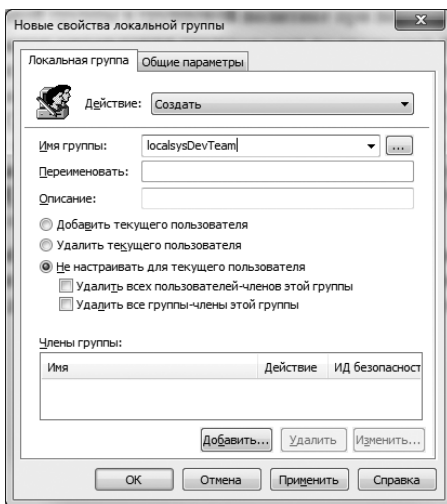 Новые свойства локальной группы
Локальная группа Общие параметры
Действие: Создать
Имя группы: localsysDevTeam ...
Переименовать:
Описание:
Добавить текущего пользователя
Удалить текущего пользователя
Не настраивать для текущего пользователя
Удалить всех пользователей-членов этой группы
Удалить все группы-члены этой группы
Члены группы:
Имя Действие ИД безопасност
Добавить... Удалить Изменить...
ОК Отмена Применить Справка